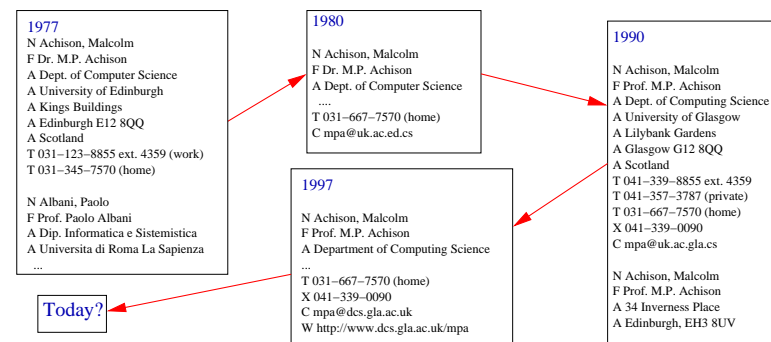 1977
N Achison, Malcolm
F Dr. M.P. Achison
A Dept. of Computer Science
A University of Edinburgh
A Kings Buildings
A Edinburgh E12 8QQ
A Scotland
T 031−123−8855 ext. 4359 (work)
T 031−345−7570 (home)
N Albani, Paolo
F Prof. Paolo Albani
A Dip. Informatica e Sistemistica
A Universita di Roma La Sapienza
...
1980
N Achison, Malcolm
F Dr. M.P. Achison
A Dept. of Computer Science
....
T 031−667−7570 (home)
C mpa@uk.ac.ed.cs
1990
N Achison, Malcolm
F Prof. M.P. Achison
A Dept. of Computing Science
A University of Glasgow
A Lilybank Gardens
A Glasgow G12 8QQ
A Scotland
T 041−339−8855 ext. 4359
T 041−357−3787 (private)
T 031−667−7570 (home)
X 041−339−0090
C mpa@uk.ac.gla.cs
N Achison, Malcolm
F Prof. M.P. Achison
A 34 Inverness Place
A Edinburgh, EH3 8UV
1997
N Achison, Malcolm
F Prof. M.P. Achison
A Department of Computing Science
...
T 031−667−7570 (home)
X 041−339−0090
C mpa@dcs.gla.ac.uk
W http://www.dcs.gla.ac.uk/mpa
Today?